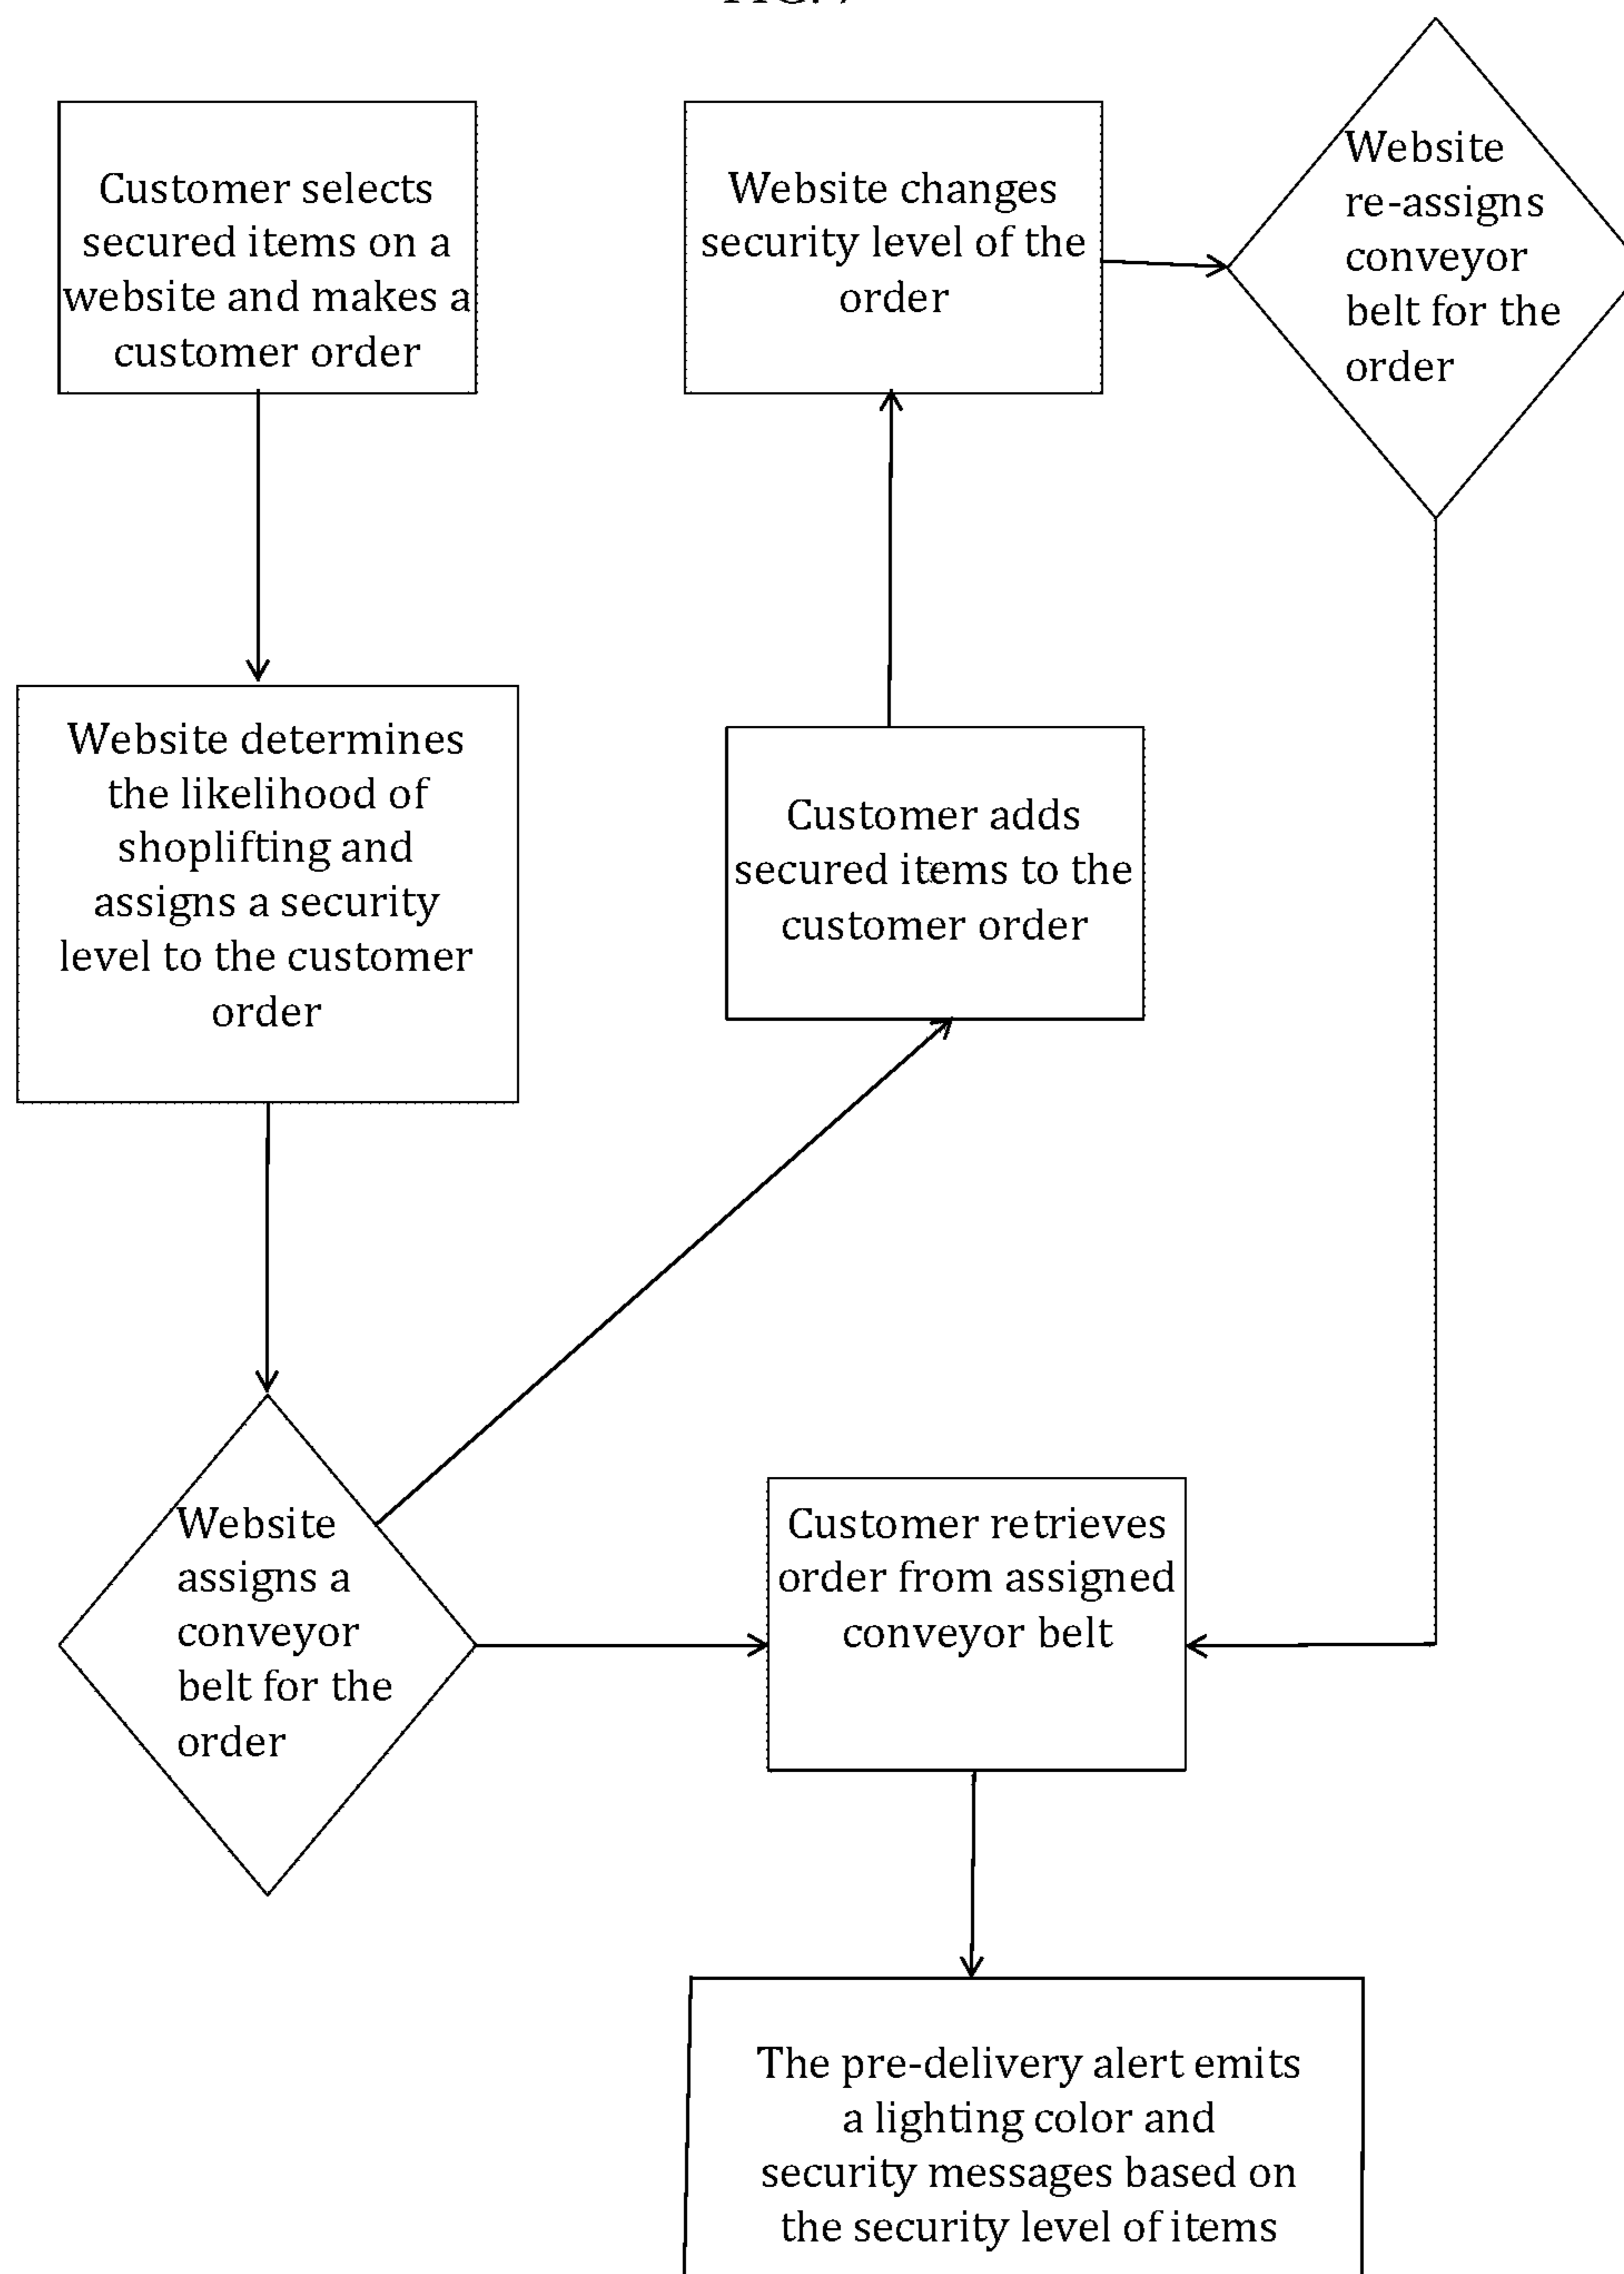 Customer selects
secured items on a
website and makes a
customer order
Website determines
the likelihood of
shoplifting and
assigns a security
level to the customer
order
Website
assigns a
conveyor
belt for the
order
Customer adds
secured items to the
customer order
Website changes
security level of the
order
Website
re-assigns
conveyor
belt for the
order
Customer retrieves
order from assigned
conveyor belt
The pre-delivery alert emits
a lighting color and
security messages based on
the security level of items